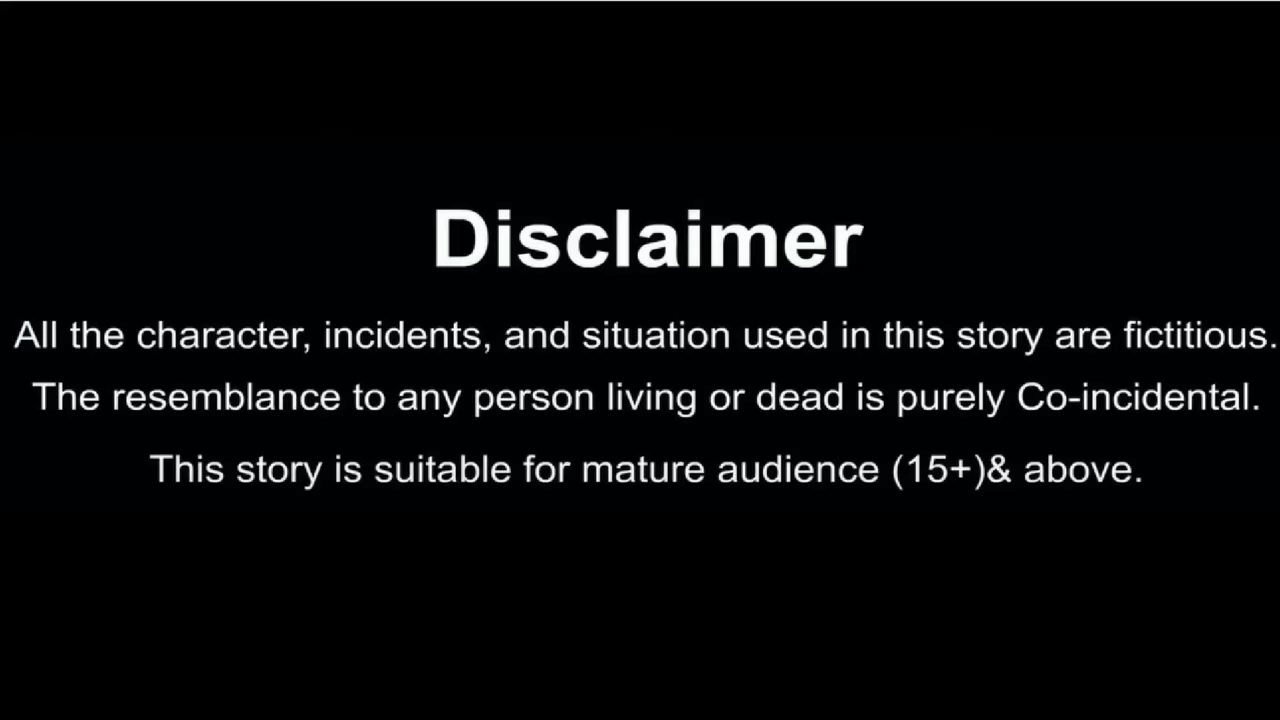 Disclaimer
All the character, incidents, and situation used in this story are fictitious.
The resemblance to any person living or dead is purely Co-incidental.
This story is suitable for mature audience (15+)& above.